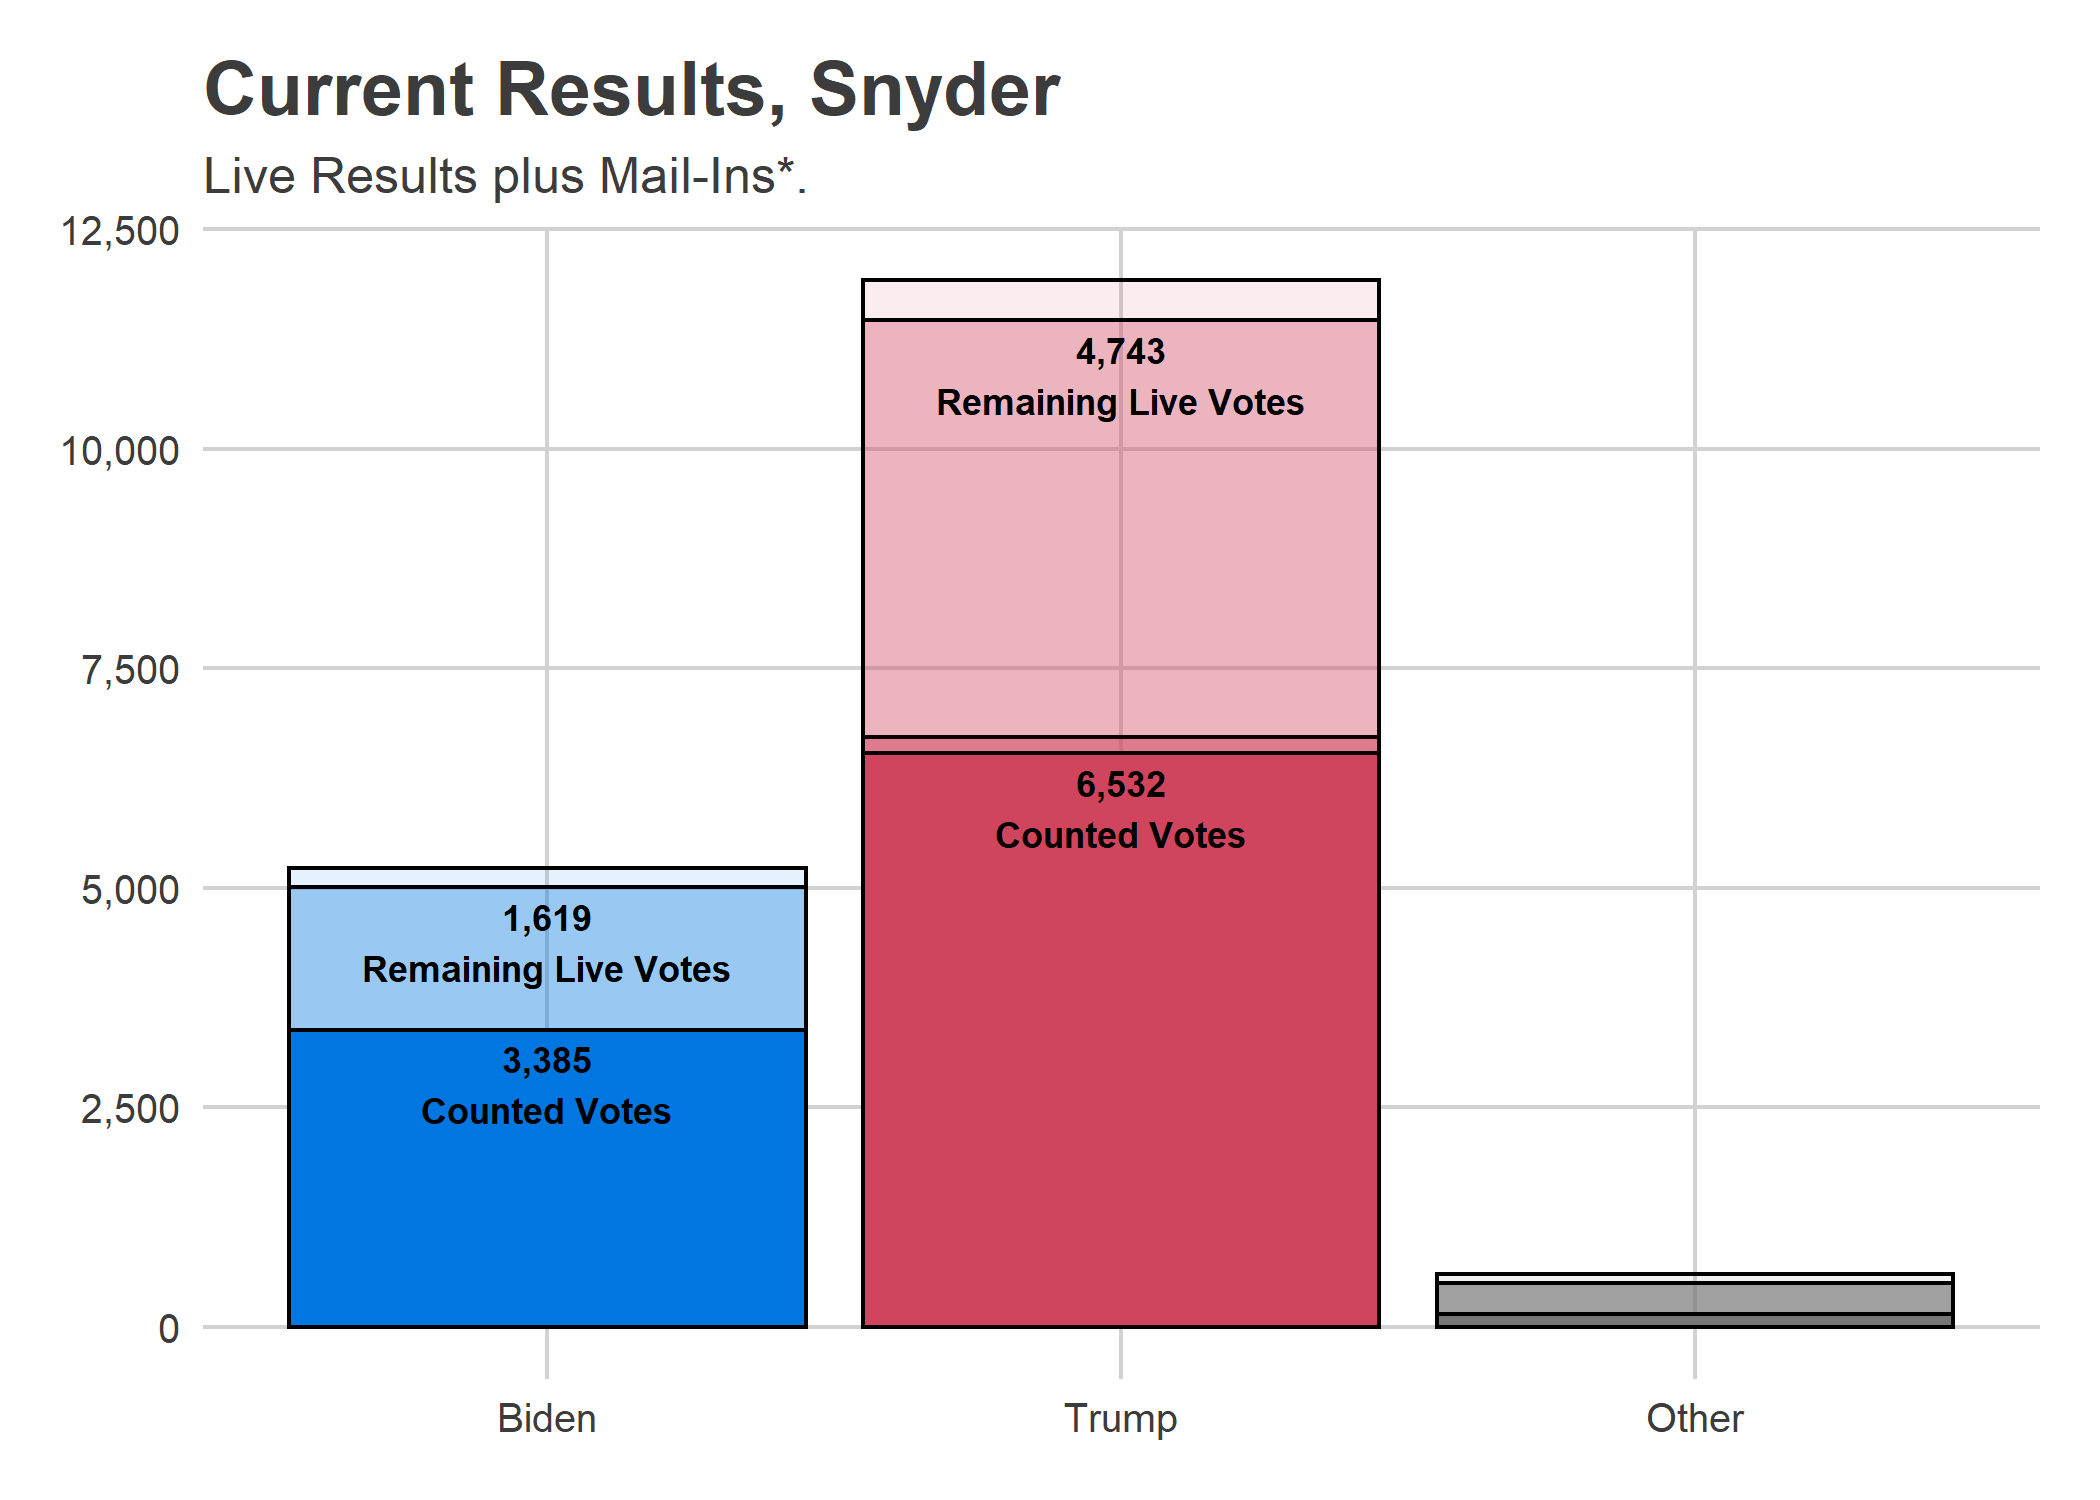 Current Results, Snyder
Live Results plus Mail-Ins*.
12,500
10,000
7,500
5,000
2,500
0
4,743
Remaining Live Votes
6,532
Counted Votes
1,619
Remaining Live Votes
3,385
Counted Votes
Biden
Trump
Other